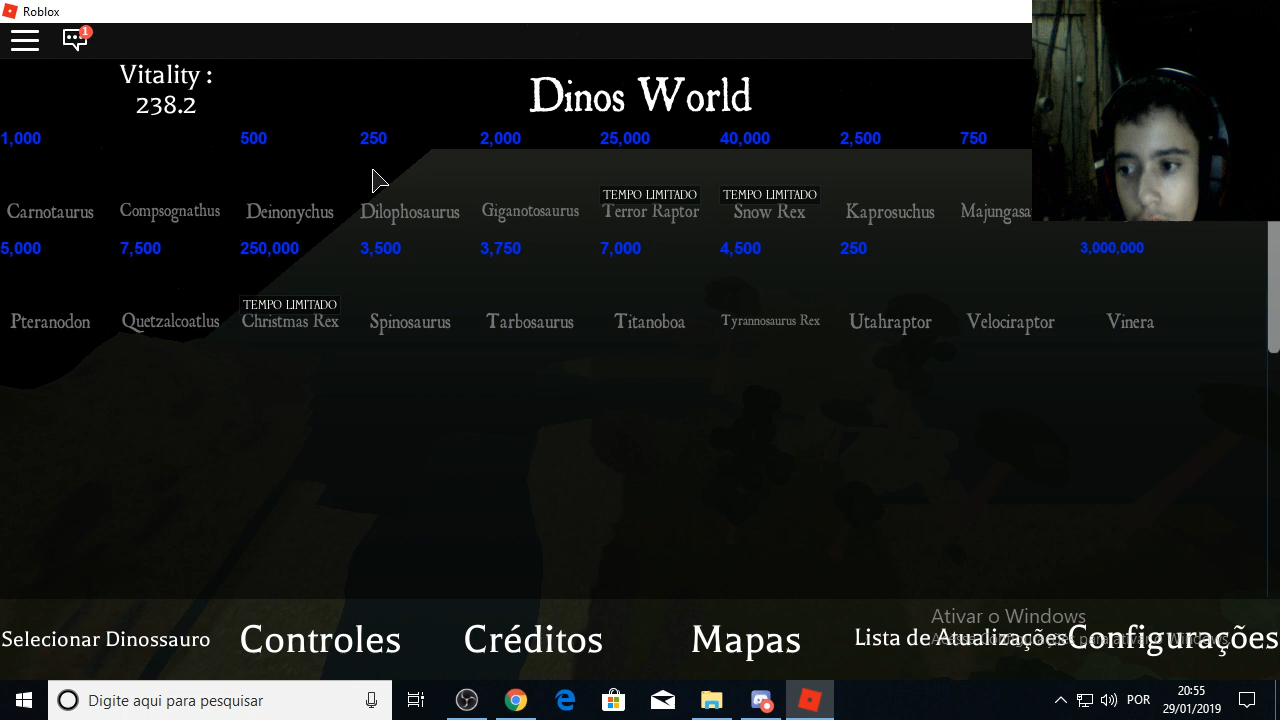 Roblox
1
Vitality :
238.2
Dinos World
1,000 500 250 2,000 25,000 40,000 2,500 750
TEMPO LIMITADO TEMPO LIMITADO
Carnotaurus Compsognathus Deinonychus Dilophosaurus Giganotosaurus Terror Raptor Snow Rex Kaprosuchus
5,000 7,500 250,000 3,500 3,750 7,000 4,500 250 3,000,000
TEMPO LIMITADO
Pteranodon Quetzalcoatlus Christmas Rex Spinosaurus Tarbosaurus Titanoboa Tyrannosaurus Rex Utahraptor Velociraptor Vinera
Ativar o Windows
Selecionar Dinossauro Controles Créditos Mapas Lista de Atualizações Configurações
Digite aqui para pesquisar
POR
20:55
29/01/2019